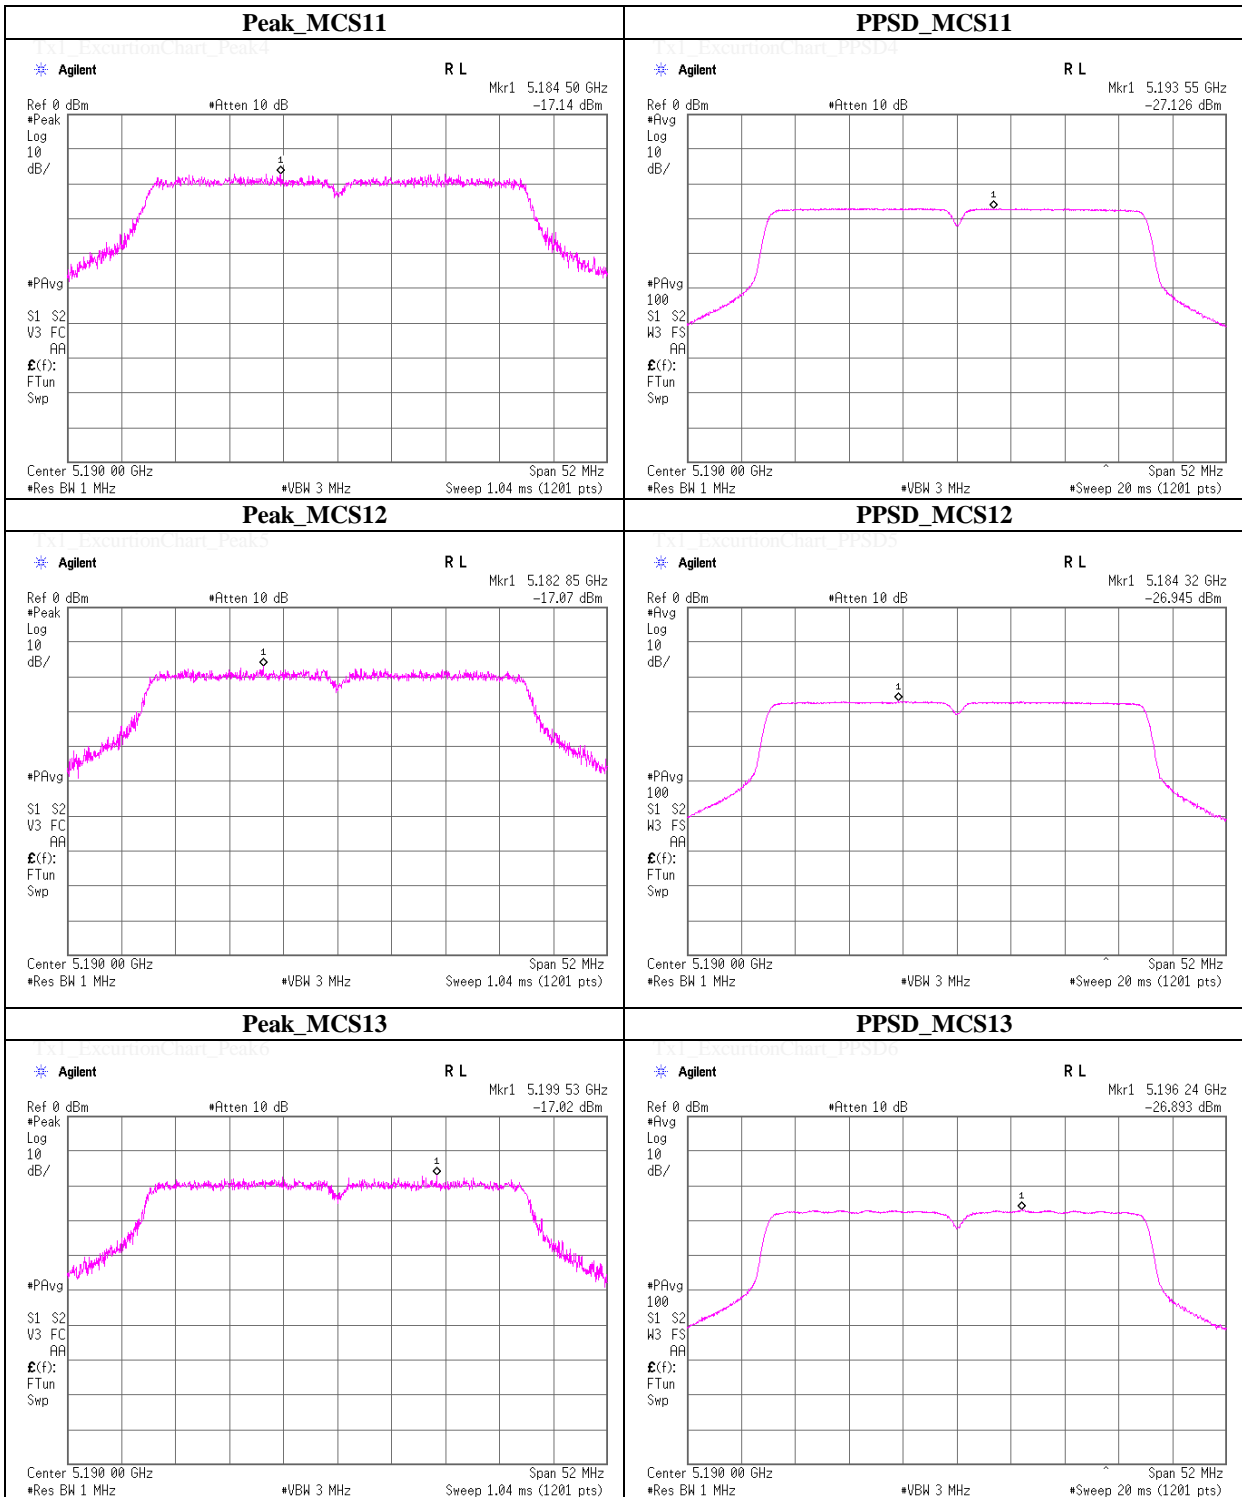 Peak_MCS11
PPSD_MCS11
Tx1_ExcurtionChart_Peak4
Agilent
R L
Mkr1 5.184 50 GHz
Ref 0 dBm
#Atten 10 dB
-17.14 dBm
#Peak
Log
10
dB/
1
#PAvg
S1 S2
V3 FC
AA
£(f):
FTun
Swp
Center 5.190 00 GHz
Span 52 MHz
#Res BW 1 MHz
#VBW 3 MHz
Sweep 1.04 ms (1201 pts)
Tx1_ExcurtionChart_PPSD4
Agilent
R L
Mkr1 5.193 55 GHz
Ref 0 dBm
#Atten 10 dB
-27.126 dBm
#Avg
Log
10
dB/
1
#PAvg
100
S1 S2
W3 FS
AA
£(f):
FTun
Swp
Center 5.190 00 GHz
^
Span 52 MHz
#Res BW 1 MHz
#VBW 3 MHz
#Sweep 20 ms (1201 pts)
Peak_MCS12
PPSD_MCS12
Tx1_ExcurtionChart_Peak5
Agilent
R L
Mkr1 5.182 85 GHz
Ref 0 dBm
#Atten 10 dB
-17.07 dBm
#Peak
Log
10
dB/
1
#PAvg
S1 S2
V3 FC
AA
£(f):
FTun
Swp
Center 5.190 00 GHz
Span 52 MHz
#Res BW 1 MHz
#VBW 3 MHz
Sweep 1.04 ms (1201 pts)
Tx1_ExcurtionChart_PPSD5
Agilent
R L
Mkr1 5.184 32 GHz
Ref 0 dBm
#Atten 10 dB
-26.945 dBm
#Avg
Log
10
dB/
1
#PAvg
100
S1 S2
W3 FS
AA
£(f):
FTun
Swp
Center 5.190 00 GHz
^
Span 52 MHz
#Res BW 1 MHz
#VBW 3 MHz
#Sweep 20 ms (1201 pts)
Peak_MCS13
PPSD_MCS13
Tx1_ExcurtionChart_Peak6
Agilent
R L
Mkr1 5.199 53 GHz
Ref 0 dBm
#Atten 10 dB
-17.02 dBm
#Peak
Log
10
dB/
1
#PAvg
S1 S2
V3 FC
AA
£(f):
FTun
Swp
Center 5.190 00 GHz
Span 52 MHz
#Res BW 1 MHz
#VBW 3 MHz
Sweep 1.04 ms (1201 pts)
Tx1_ExcurtionChart_PPSD6
Agilent
R L
Mkr1 5.196 24 GHz
Ref 0 dBm
#Atten 10 dB
-26.893 dBm
#Avg
Log
10
dB/
1
#PAvg
100
S1 S2
W3 FS
AA
£(f):
FTun
Swp
Center 5.190 00 GHz
^
Span 52 MHz
#Res BW 1 MHz
#VBW 3 MHz
#Sweep 20 ms (1201 pts)